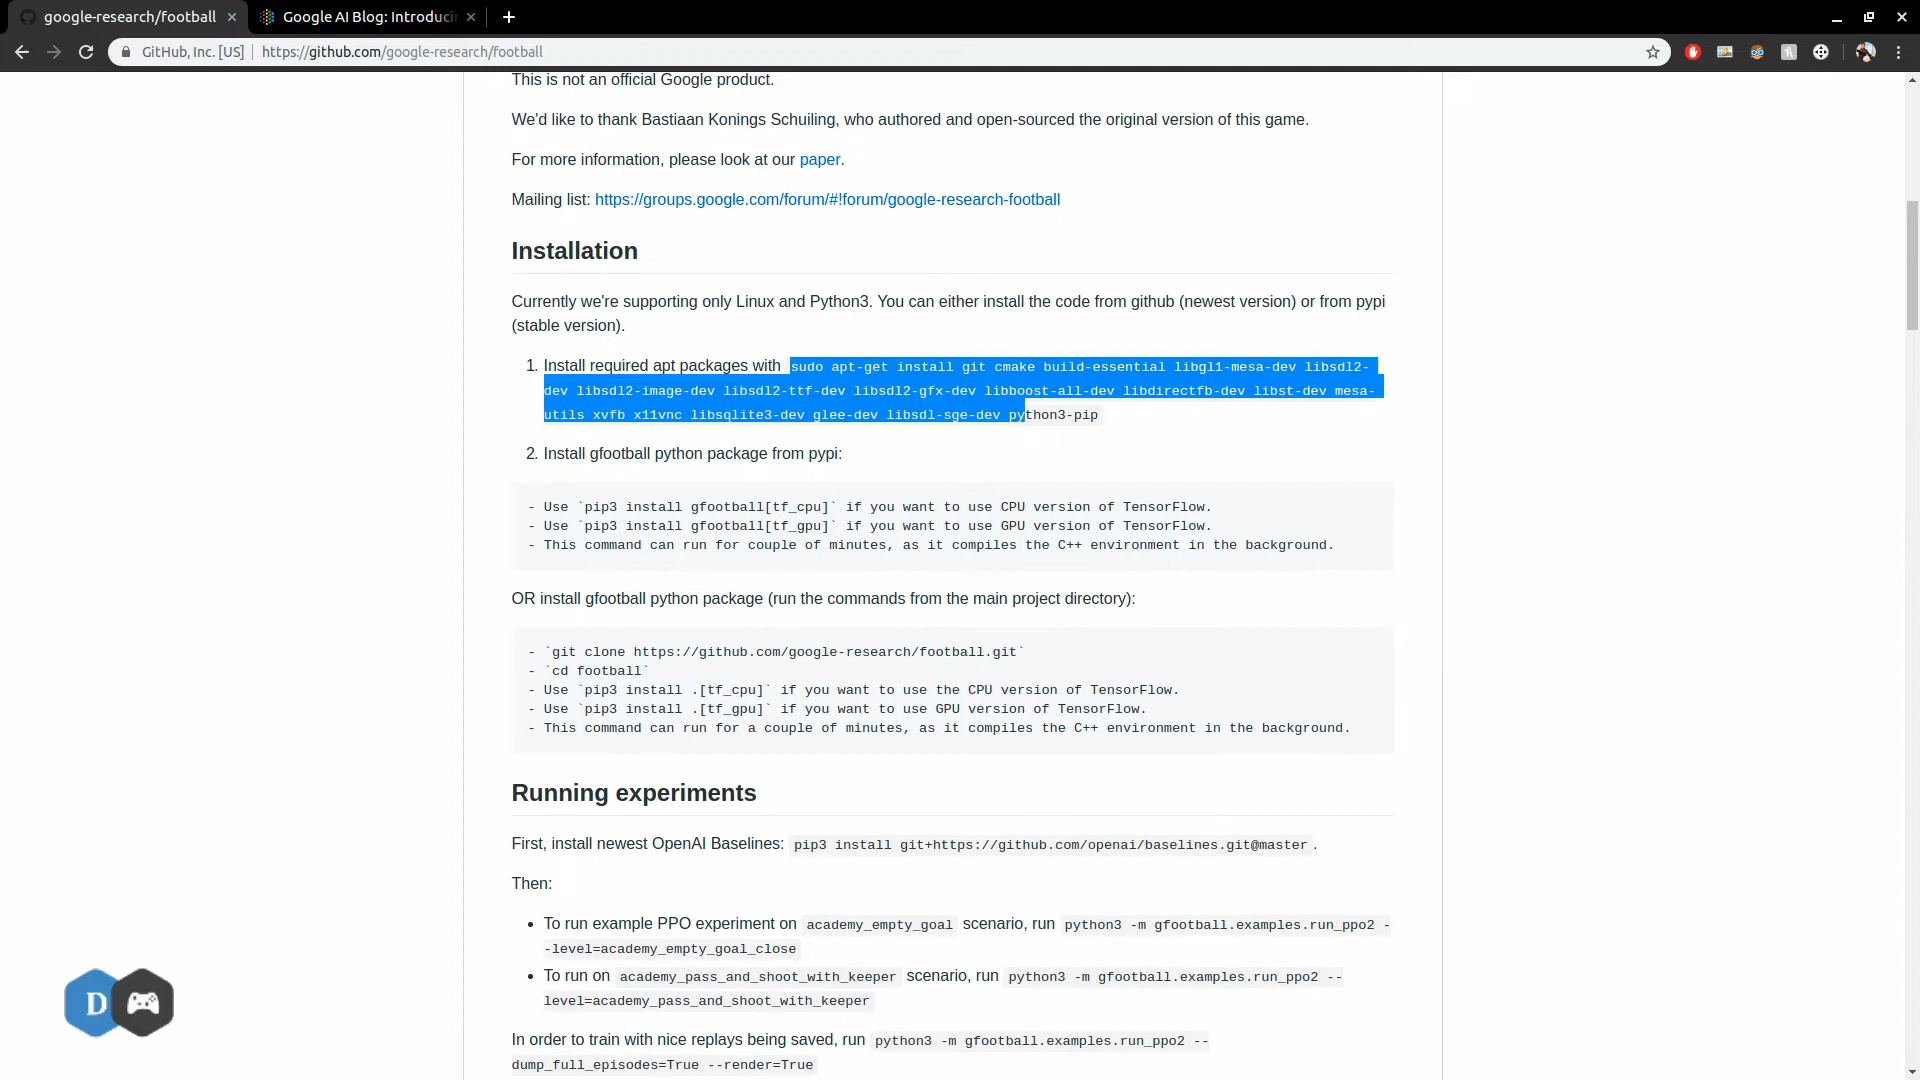 google-research/football
Google AI Blog: Introducin
GitHub, Inc. [US] https://github.com/google-research/football
This is not an official Google product.
We'd like to thank Bastiaan Konings Schuiling, who authored and open-sourced the original version of this game.
For more information, please look at our paper.
Mailing list: https://groups.google.com/forum/#!forum/google-research-football
Installation
Currently we're supporting only Linux and Python3. You can either install the code from github (newest version) or from pypi
(stable version).
1. Install required apt packages with sudo apt-get install git cmake build-essential libgl1-mesa-dev libsdl2-
dev libsdl2-image-dev libsdl2-ttf-dev libsdl2-gfx-dev libboost-all-dev libdirectfb-dev libst-dev mesa-
utils xvfb x11vnc libsqlite3-dev glee-dev libsdl-sge-dev python3-pip
2. Install gfootball python package from pypi:
- Use `pip3 install gfootball[tf_cpu]` if you want to use CPU version of TensorFlow.
- Use `pip3 install gfootball[tf_gpu]` if you want to use GPU version of TensorFlow.
- This command can run for couple of minutes, as it compiles the C++ environment in the background.
OR install gfootball python package (run the commands from the main project directory):
- `git clone https://github.com/google-research/football.git`
- `cd football`
- Use `pip3 install .[tf_cpu]` if you want to use the CPU version of TensorFlow.
- Use `pip3 install .[tf_gpu]` if you want to use GPU version of TensorFlow.
- This command can run for a couple of minutes, as it compiles the C++ environment in the background.
Running experiments
First, install newest OpenAI Baselines: pip3 install git+https://github.com/openai/baselines.git@master .
Then:
• To run example PPO experiment on academy_empty_goal scenario, run python3 -m gfootball.examples.run_ppo2 -
-level=academy_empty_goal_close
• To run on academy_pass_and_shoot_with_keeper scenario, run python3 -m gfootball.examples.run_ppo2 --
level=academy_pass_and_shoot_with_keeper
In order to train with nice replays being saved, run python3 -m gfootball.examples.run_ppo2 --
dump_full_episodes=True --render=True
D